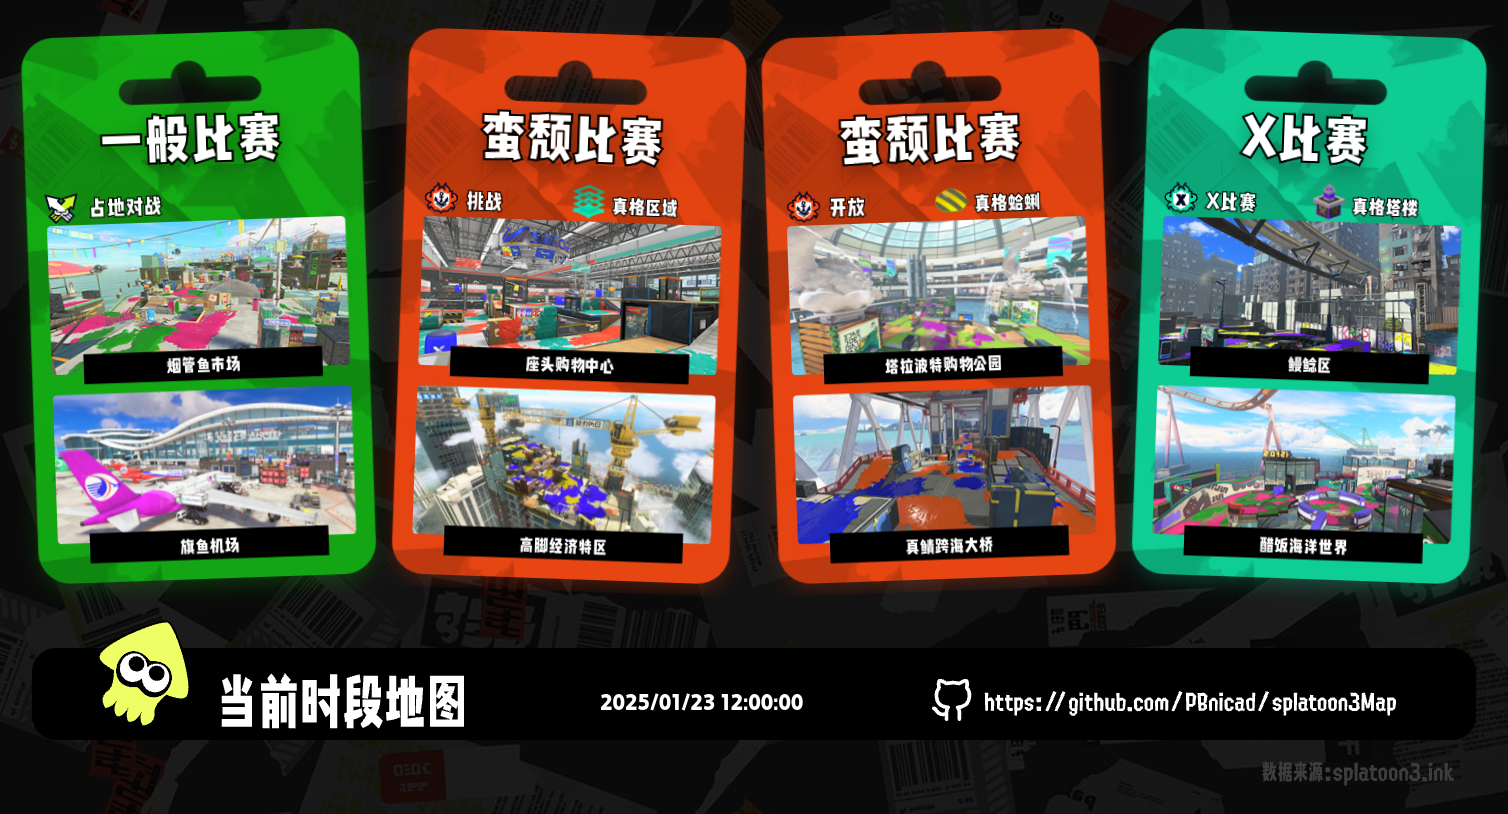 一般比赛
占地对战
烟管鱼市场
旗鱼机场
蛮颓比赛
挑战
真格区域
座头购物中心
高脚经济特区
蛮颓比赛
开放
真格蛤蜊
塔拉波特购物公园
真鲭跨海大桥
X比赛
X比赛
真格塔楼
鳗鲶区
醋饭海洋世界
当前时段地图
2025/01/23 12:00:00
https://github.com/PBnicad/splatoon3Map
数据来源:splatoon3.ink